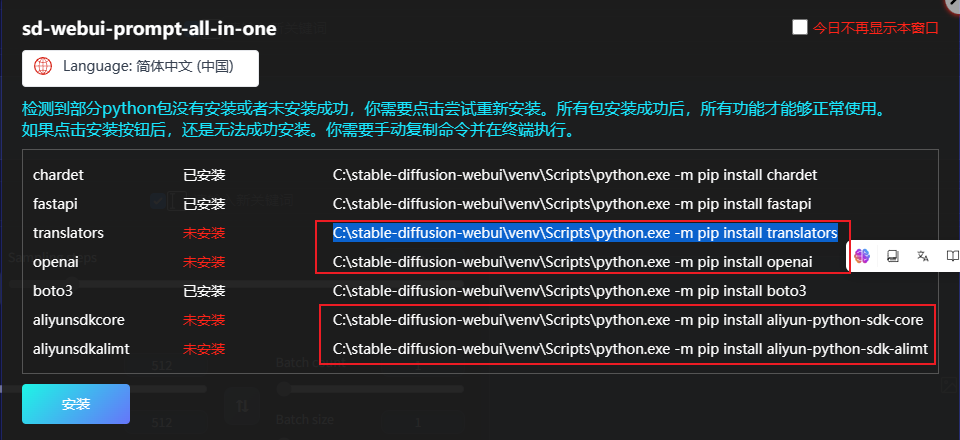 sd-webui-prompt-all-in-one
今日不再显示本窗口
Language: 简体中文 (中国)
检测到部分python包没有安装或者未安装成功，你需要点击尝试重新安装。所有包安装成功后，所有功能才能够正常使用。
如果点击安装按钮后，还是无法成功安装。你需要手动复制命令并在终端执行。
chardet 已安装 C:\stable-diffusion-webui\venv\Scripts\python.exe -m pip install chardet
fastapi 已安装 C:\stable-diffusion-webui\venv\Scripts\python.exe -m pip install fastapi
translators 未安装 C:\stable-diffusion-webui\venv\Scripts\python.exe -m pip install translators
openai 未安装 C:\stable-diffusion-webui\venv\Scripts\python.exe -m pip install openai
boto3 已安装 C:\stable-diffusion-webui\venv\Scripts\python.exe -m pip install boto3
aliyunsdkcore 未安装 C:\stable-diffusion-webui\venv\Scripts\python.exe -m pip install aliyun-python-sdk-core
aliyunsdkalimt 未安装 C:\stable-diffusion-webui\venv\Scripts\python.exe -m pip install aliyun-python-sdk-alimt
512 Batch count 1
安装
512 Batch size 1